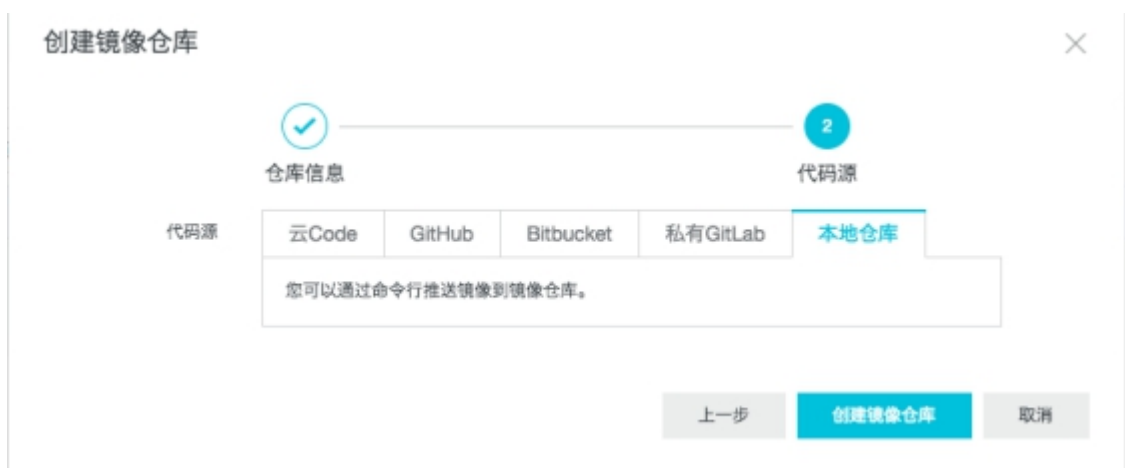 创建镜像仓库
2
仓库信息 代码源
代码源 云Code GitHub Bitbucket 私有GitLab 本地仓库
您可以通过命令行推送镜像到镜像仓库。
上一步 创建镜像仓库 取消